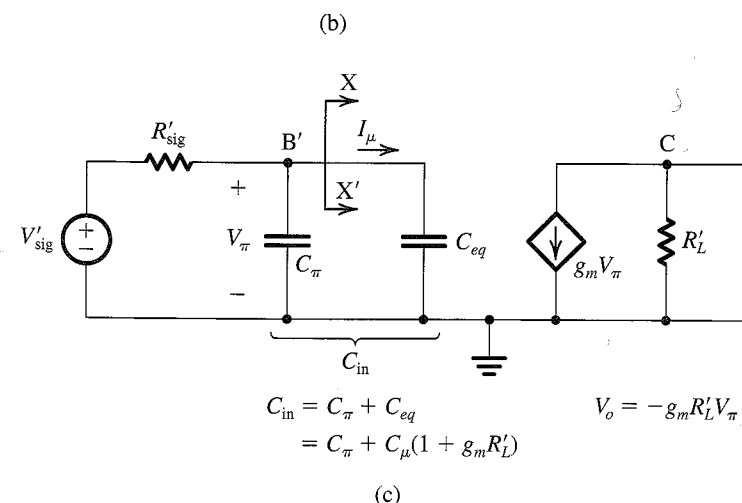 (b)
X
R′sig
B′
Iμ
C
+
X′
V′sig
+
−
Vπ
Cπ
Ceq
gmVπ
R′L
−
Cin
Cin = Cπ + Ceq
= Cπ + Cμ(1 + gmR′L)
Vo = −gmR′LVπ
(c)